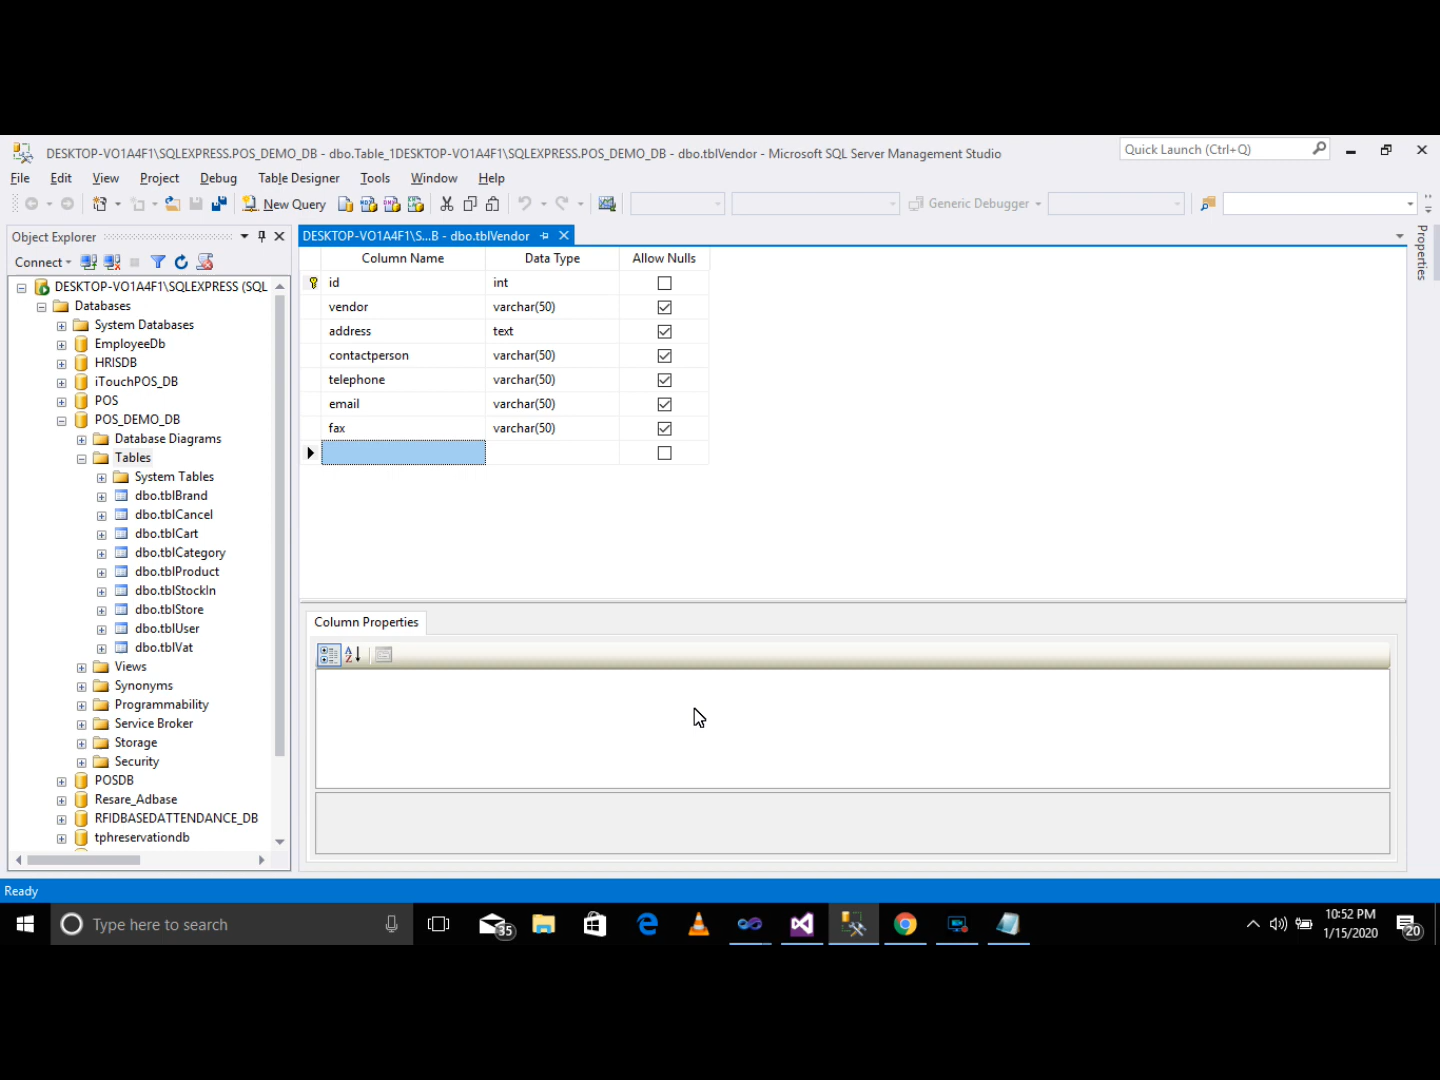 DESKTOP-VO1A4F1\SQLEXPRESS.POS_DEMO_DB - dbo.Table_1DESKTOP-VO1A4F1\SQLEXPRESS.POS_DEMO_DB - dbo.tblVendor - Microsoft SQL Server Management Studio
Quick Launch (Ctrl+Q)
File Edit View Project Debug Table Designer Tools Window Help
New Query
Generic Debugger
Object Explorer
DESKTOP-VO1A4F1\S...B - dbo.tblVendor
Properties
Connect
Column Name Data Type Allow Nulls
id int
vendor varchar(50)
address text
contactperson varchar(50)
telephone varchar(50)
email varchar(50)
fax varchar(50)
DESKTOP-VO1A4F1\SQLEXPRESS (SQL
Databases
System Databases
EmployeeDb
HRISDB
iTouchPOS_DB
POS
POS_DEMO_DB
Database Diagrams
Tables
System Tables
dbo.tblBrand
dbo.tblCancel
dbo.tblCart
dbo.tblCategory
dbo.tblProduct
dbo.tblStockIn
dbo.tblStore
dbo.tblUser
dbo.tblVat
Views
Synonyms
Programmability
Service Broker
Storage
Security
POSDB
Resare_Adbase
RFIDBASEDATTENDANCE_DB
tphreservationdb
Column Properties
A
Z
Ready
Type here to search
35
10:52 PM
1/15/2020
20